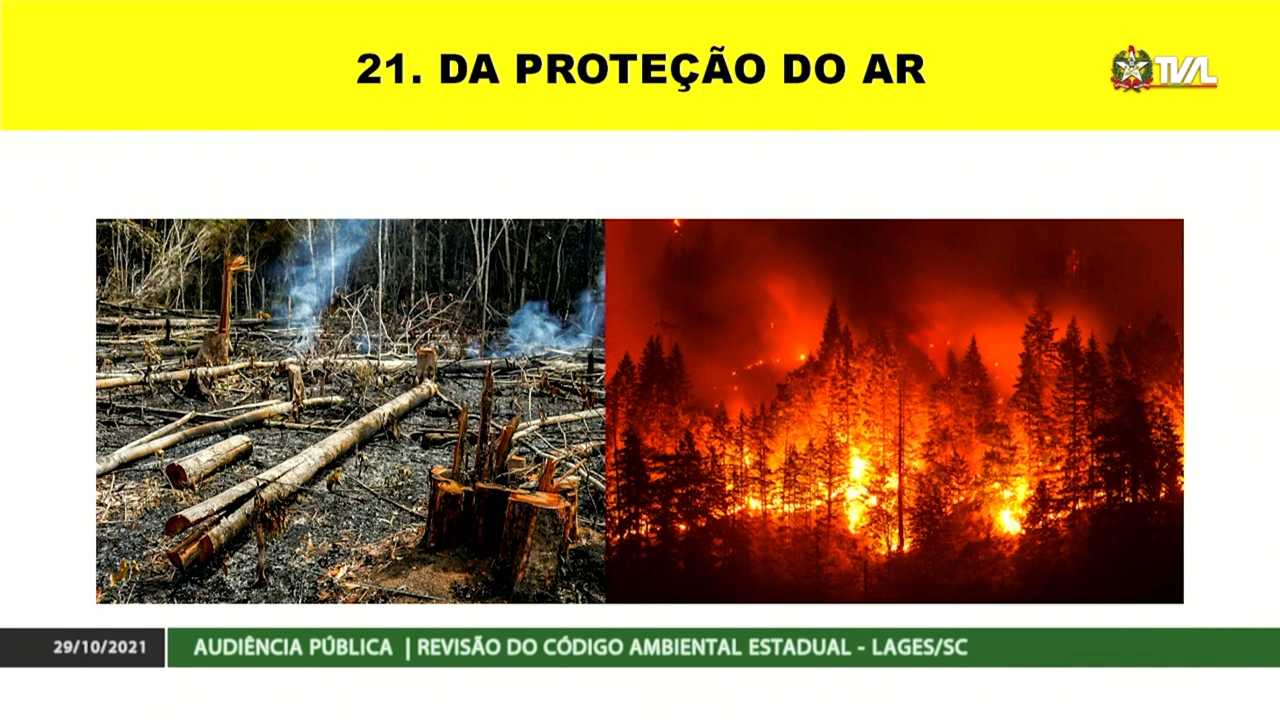 21. DA PROTEÇÃO DO AR
TVAL
29/10/2021
AUDIÊNCIA PÚBLICA | REVISÃO DO CÓDIGO AMBIENTAL ESTADUAL - LAGES/SC